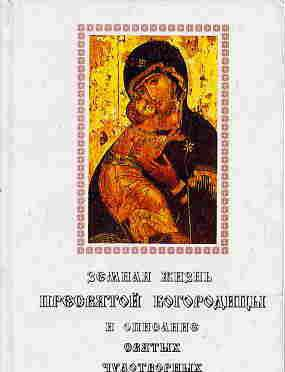 ЗЕМНАЯ ЖИЗНЬ
ПРЕСВЯТОЙ БОГОРОДИЦЫ
И ОПИСАНИЕ
СВЯТЫХ
ЧУДОТВОРНЫХ